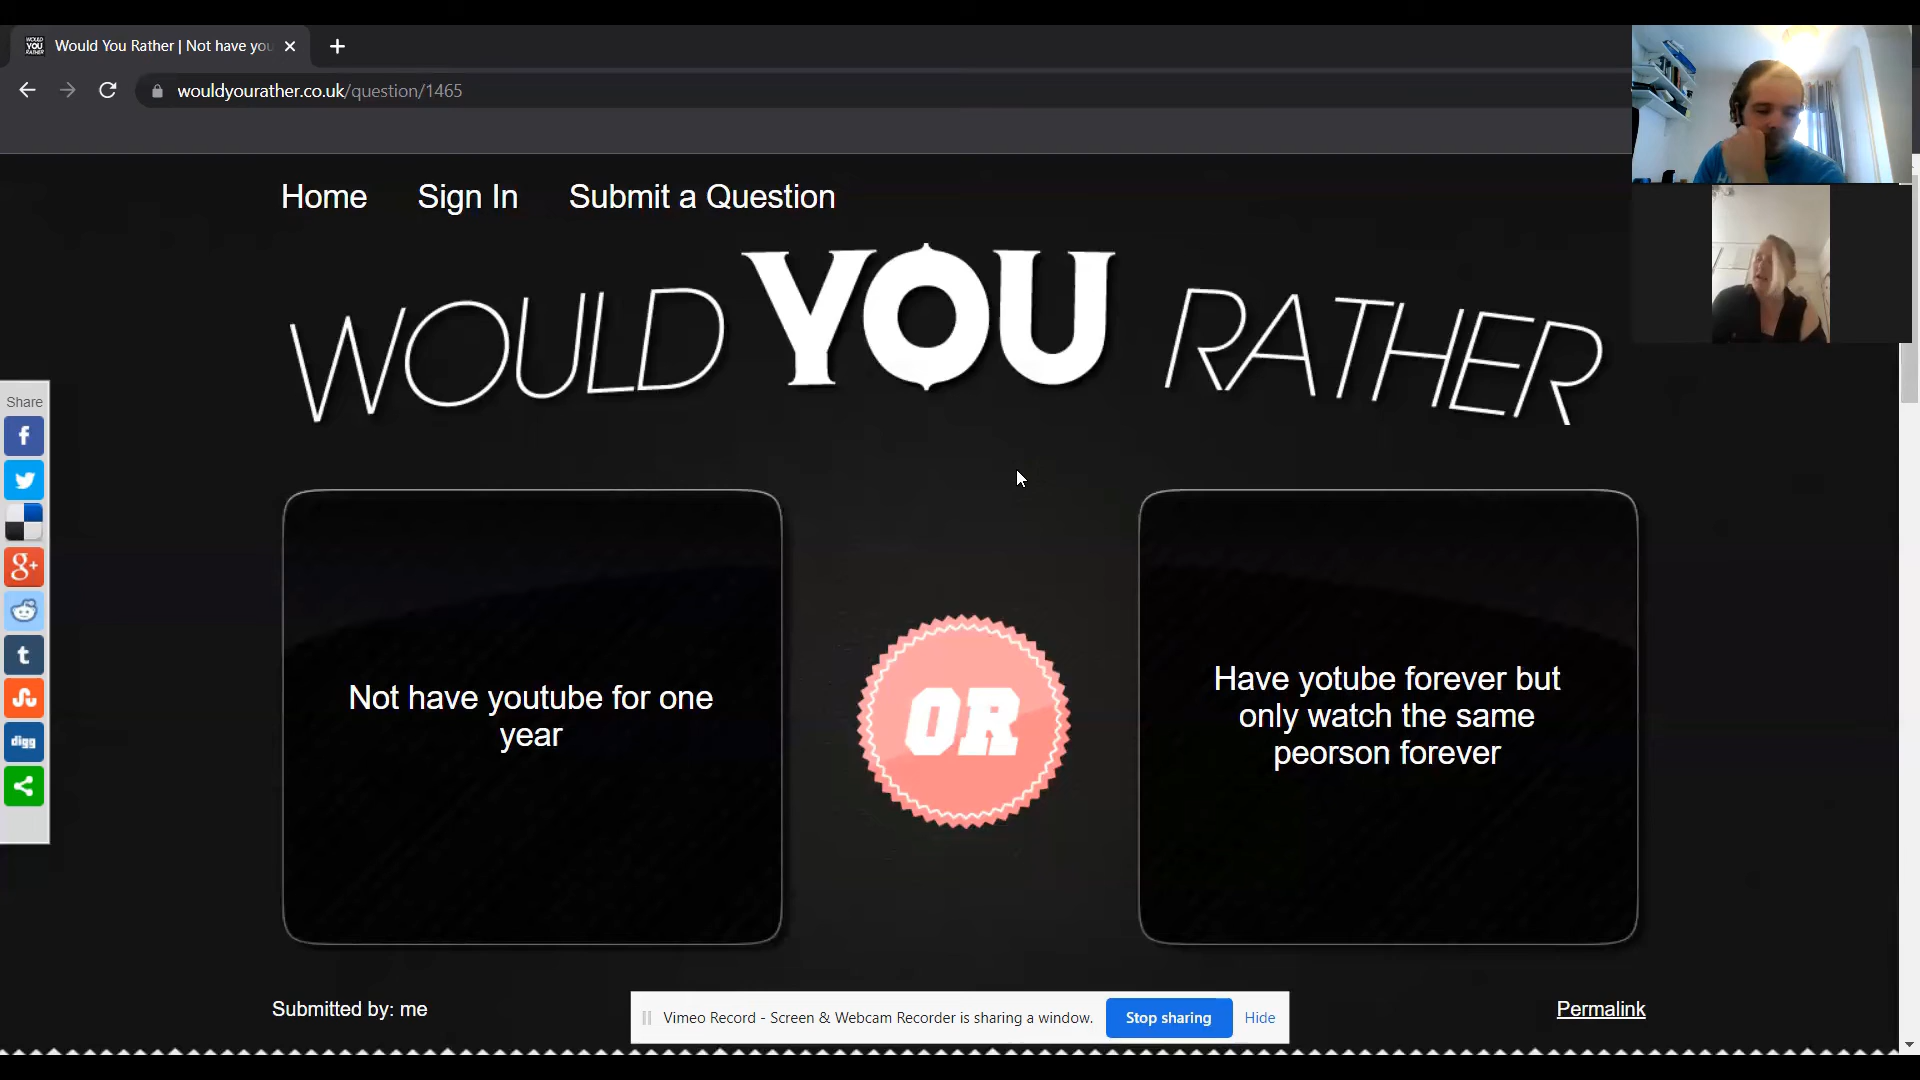 Would You Rather | Not have you
wouldyourather.co.uk/question/1465
Home Sign In Submit a Question
WOULD YOU RATHER
Share
Not have youtube for one
year
OR
Have yotube forever but
only watch the same
peorson forever
digg
Submitted by: me
Vimeo Record - Screen & Webcam Recorder is sharing a window. Stop sharing Hide
Permalink